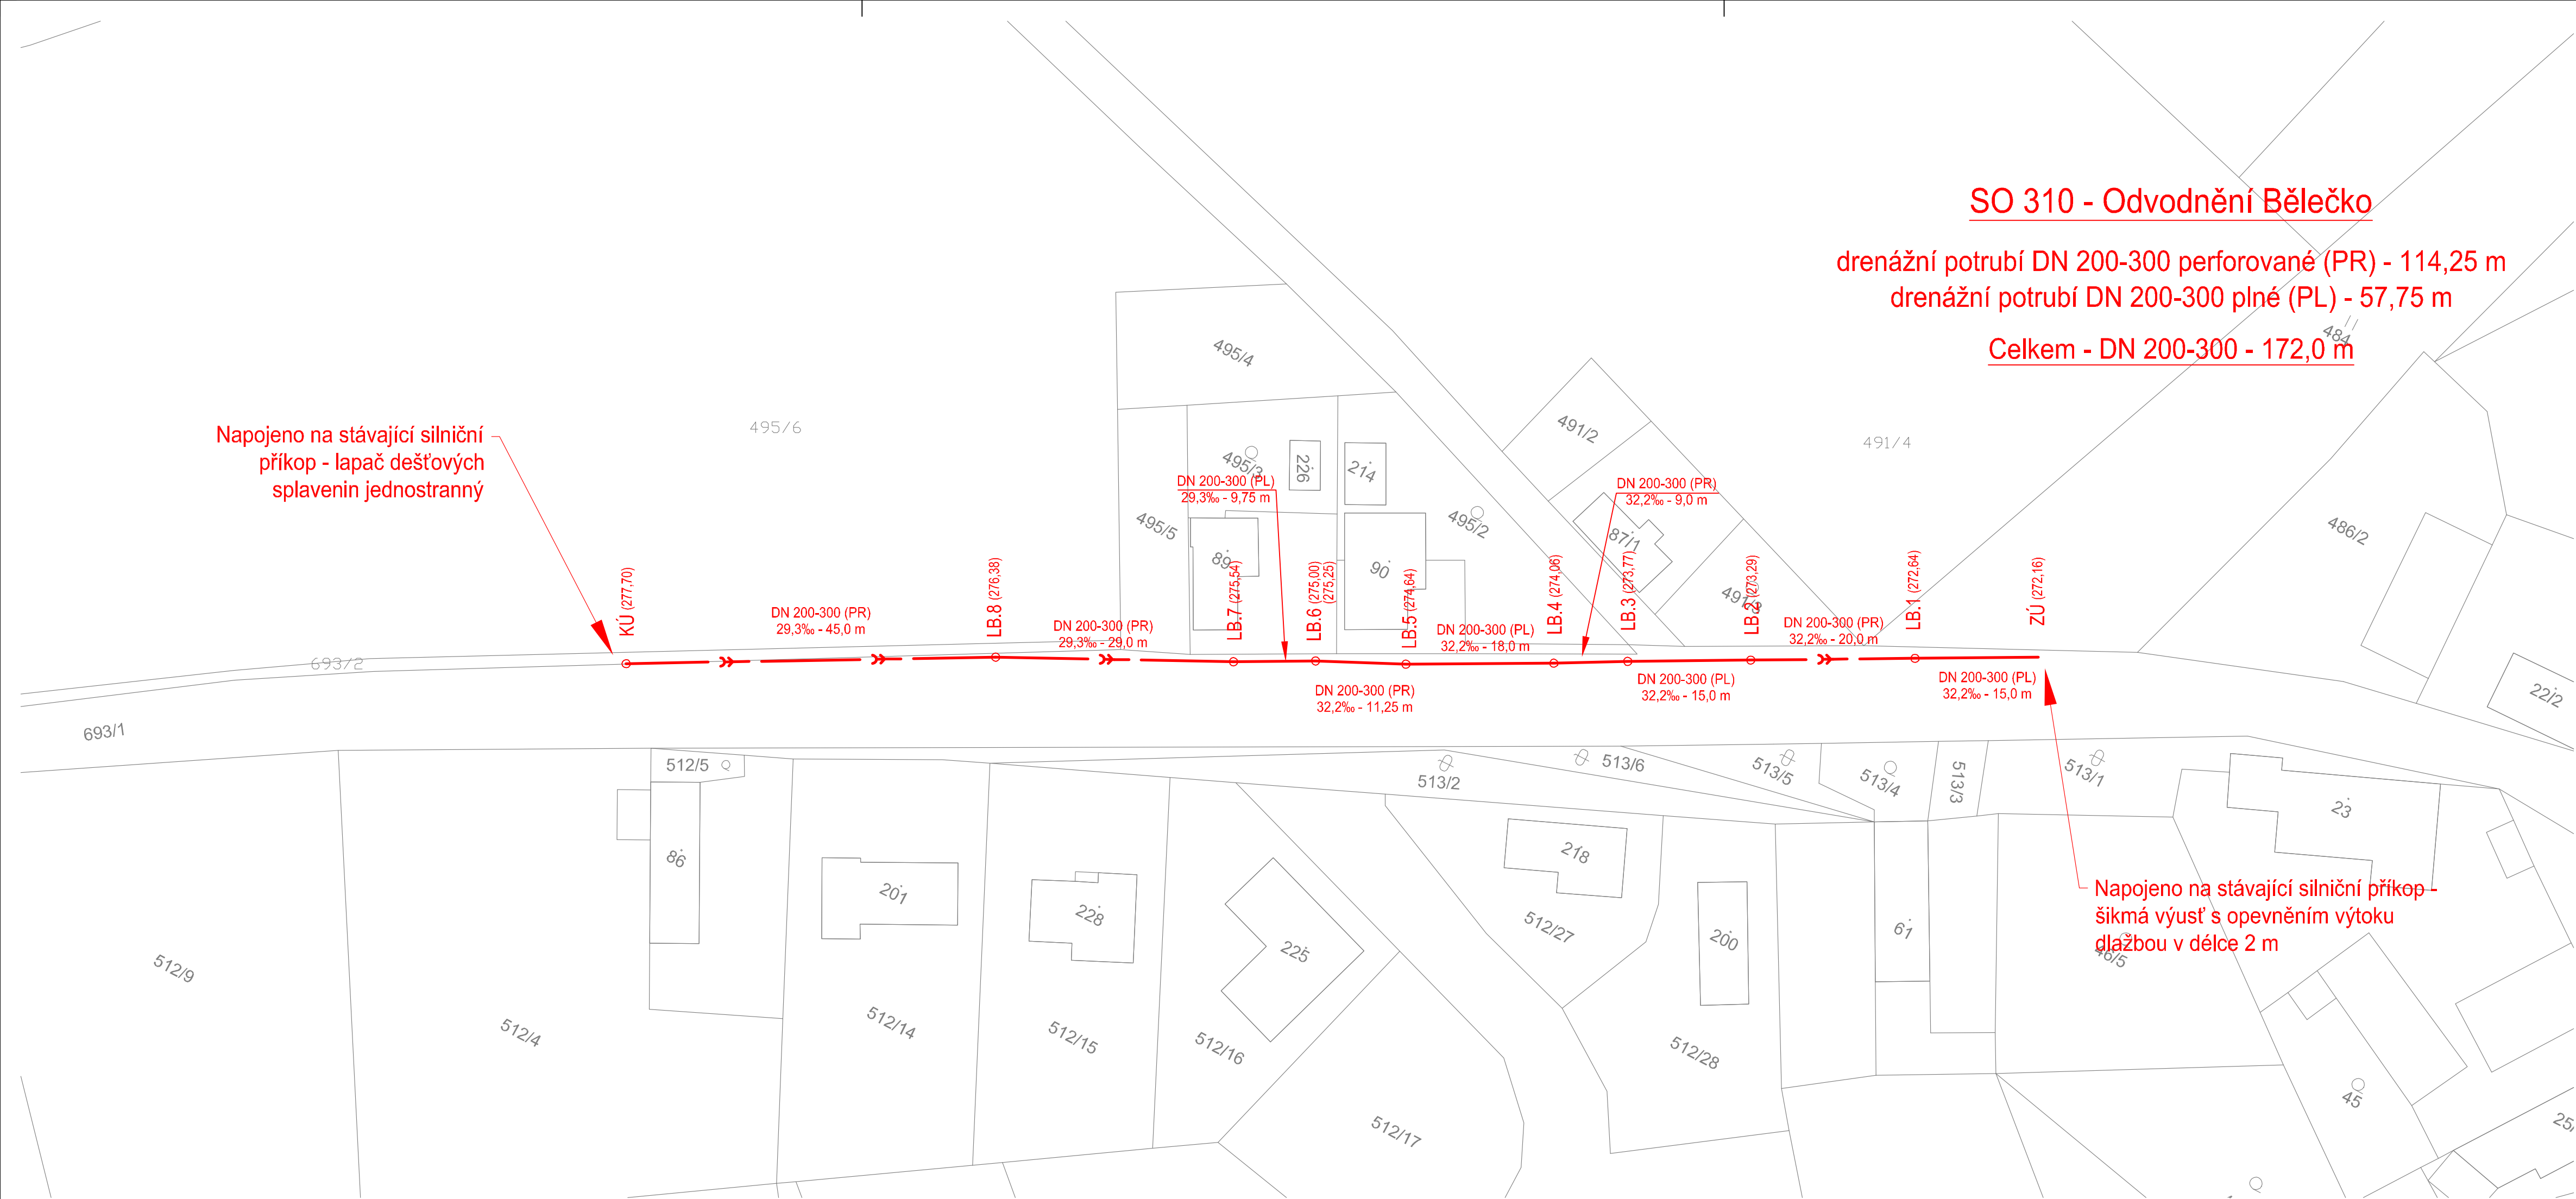 SO 310 - Odvodnění Bělečko
drenážní potrubí DN 200-300 perforované (PR) - 114,25 m
drenážní potrubí DN 200-300 plné (PL) - 57,75 m
Celkem - DN 200-300 - 172,0 m
484
495/4
495/6
491/2
491/4
Napojeno na stávající silniční
příkop - lapač dešťových
splavenin jednostranný
495/3
226
214
DN 200-300 (PL)
29,3‰ - 9,75 m
DN 200-300 (PR)
32,2‰ - 9,0 m
495/5
495/2
486/2
89
90
87/1
491/3
KÚ (277,70)
LB.8 (276,38)
LB.7 (275,54)
LB.6 (275,00)
(275,25)
LB.5 (274,64)
LB.4 (274,06)
LB.3 (273,77)
LB.2 (273,29)
LB.1 (272,64)
ZÚ (272,16)
DN 200-300 (PR)
29,3‰ - 45,0 m
DN 200-300 (PR)
29,3‰ - 29,0 m
DN 200-300 (PL)
32,2‰ - 18,0 m
DN 200-300 (PR)
32,2‰ - 20,0 m
693/2
DN 200-300 (PR)
32,2‰ - 11,25 m
DN 200-300 (PL)
32,2‰ - 15,0 m
DN 200-300 (PL)
32,2‰ - 15,0 m
22/2
693/1
512/5
513/2
513/6
513/5
513/4
513/3
513/1
23
86
201
228
225
218
200
61
Napojeno na stávající silniční příkop -
šikmá výusť s opevněním výtoku
dlažbou v délce 2 m
46/5
512/9
512/4
512/14
512/15
512/16
512/27
512/28
512/17
45